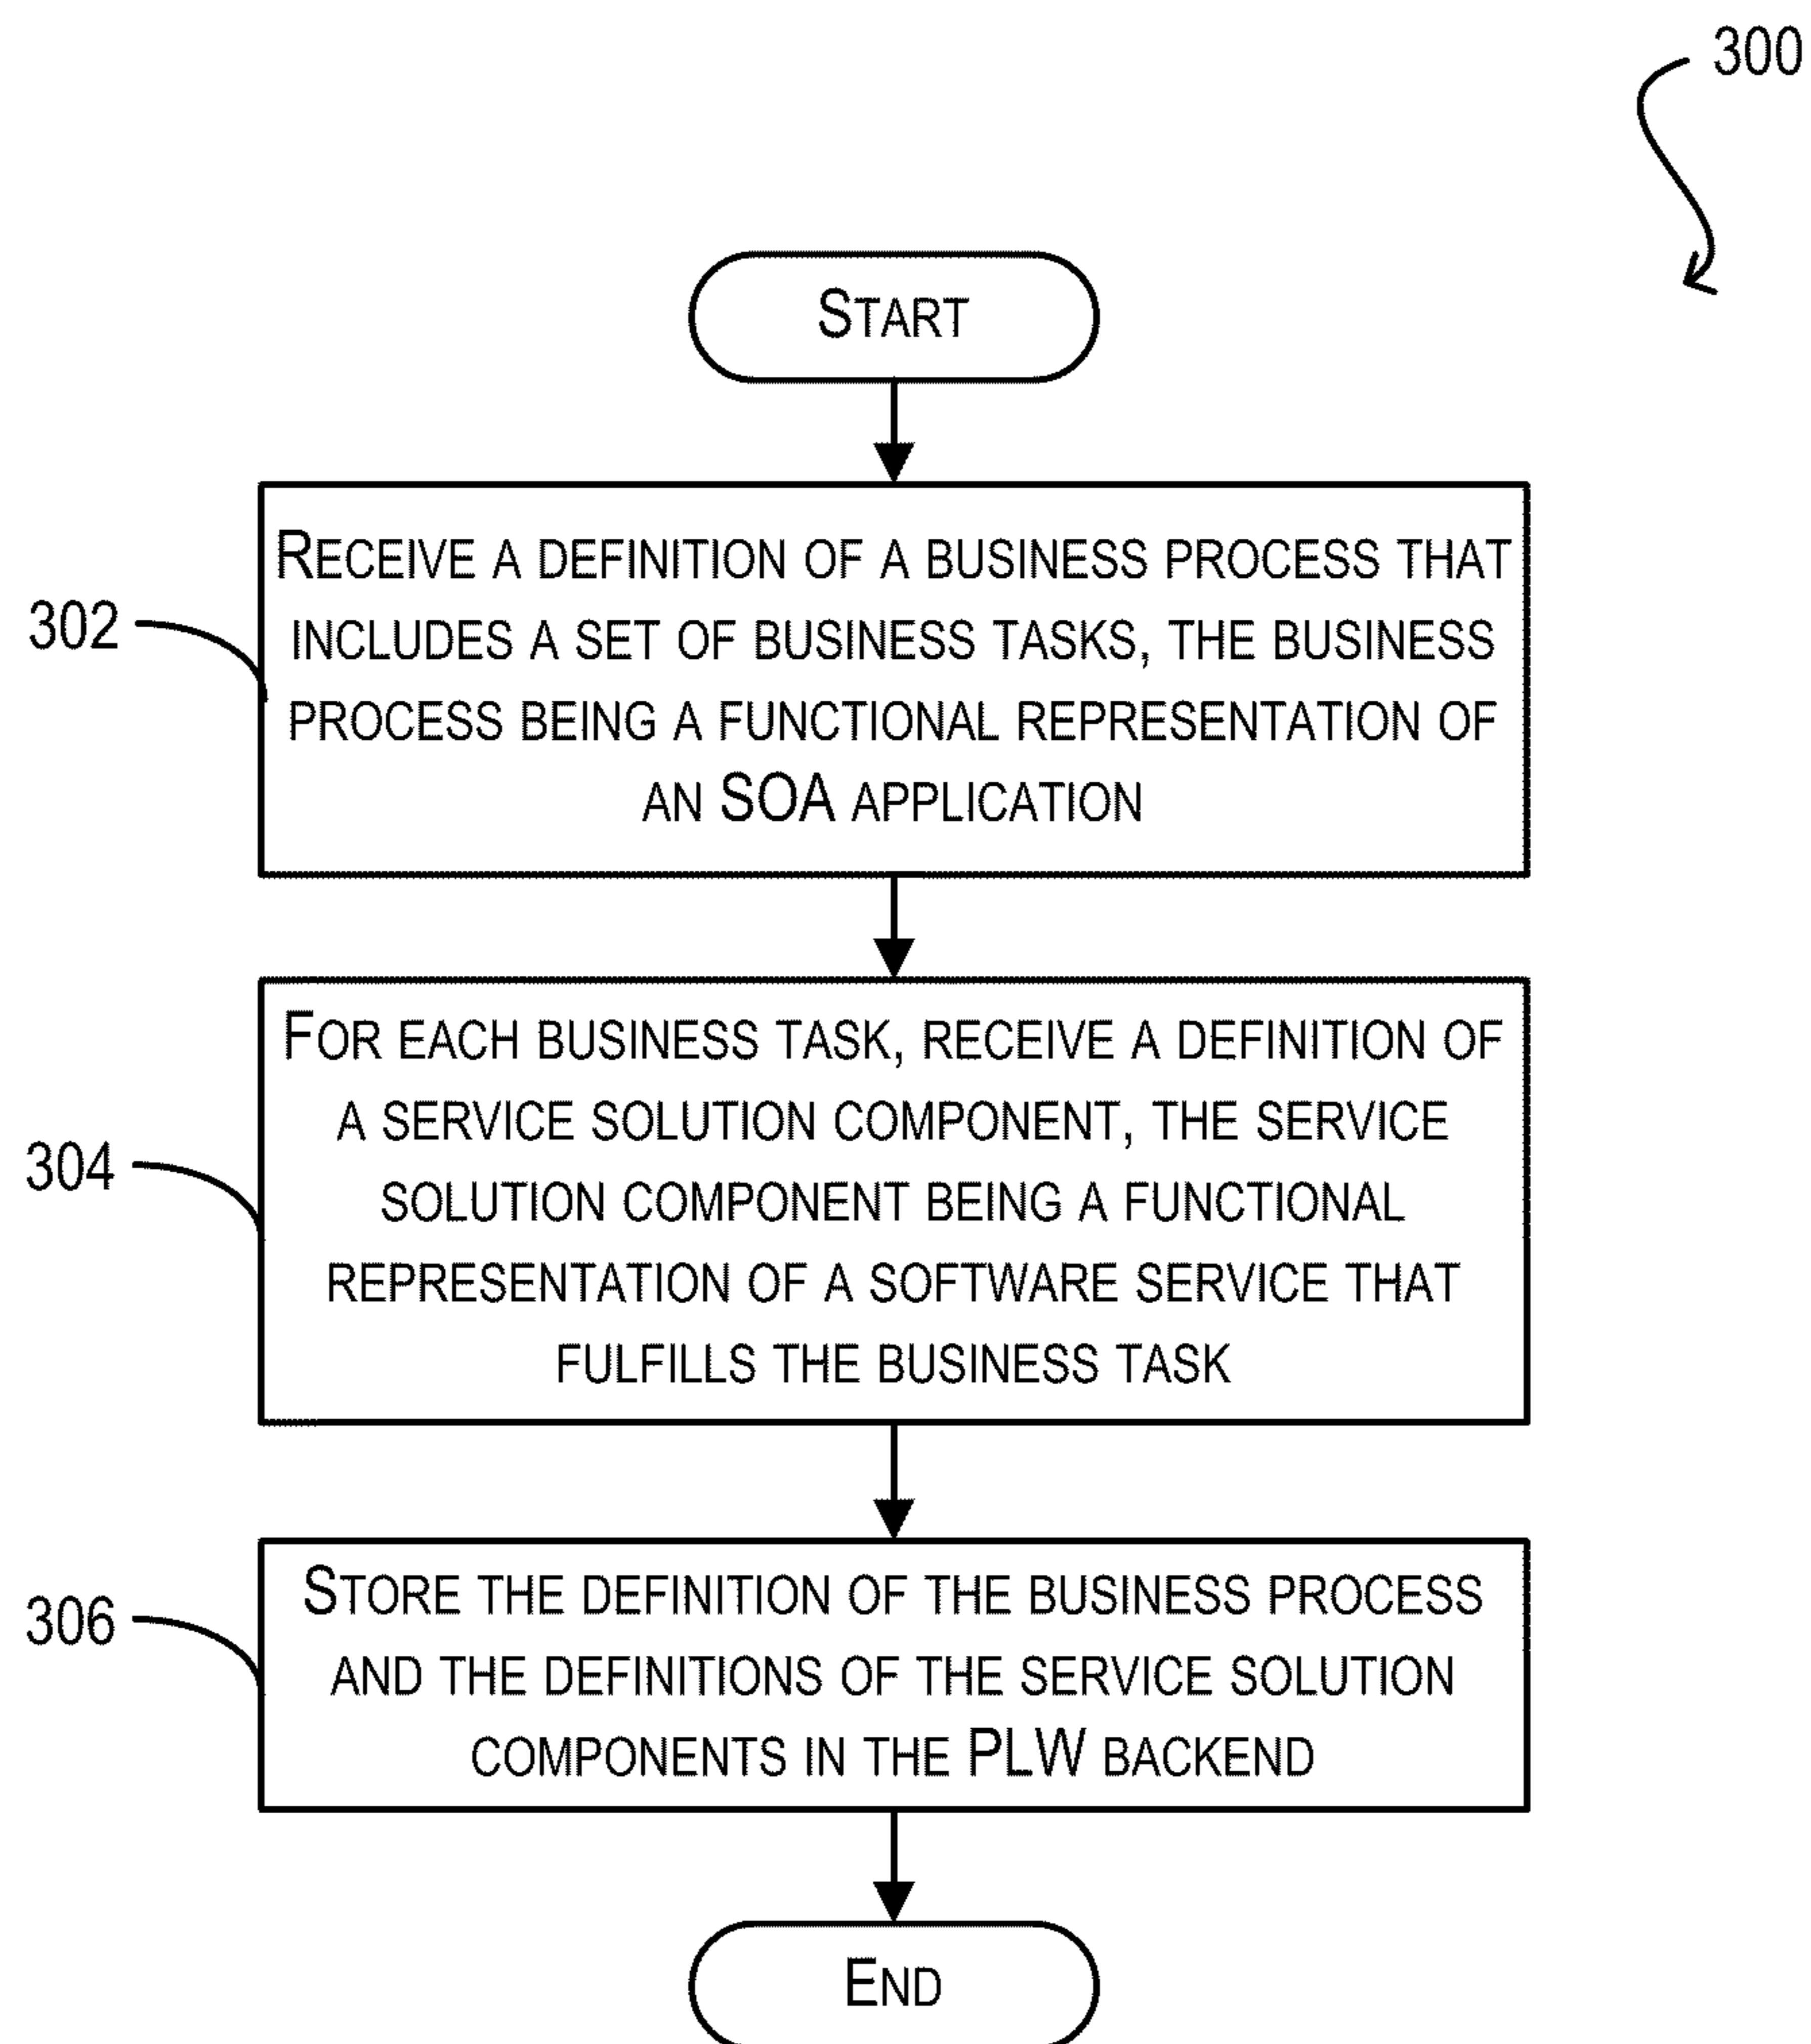 300
START
302
RECEIVE A DEFINITION OF A BUSINESS PROCESS THAT
INCLUDES A SET OF BUSINESS TASKS, THE BUSINESS
PROCESS BEING A FUNCTIONAL REPRESENTATION OF
AN SOA APPLICATION
304
FOR EACH BUSINESS TASK, RECEIVE A DEFINITION OF
A SERVICE SOLUTION COMPONENT, THE SERVICE
SOLUTION COMPONENT BEING A FUNCTIONAL
REPRESENTATION OF A SOFTWARE SERVICE THAT
FULFILLS THE BUSINESS TASK
306
STORE THE DEFINITION OF THE BUSINESS PROCESS
AND THE DEFINITIONS OF THE SERVICE SOLUTION
COMPONENTS IN THE PLW BACKEND
END